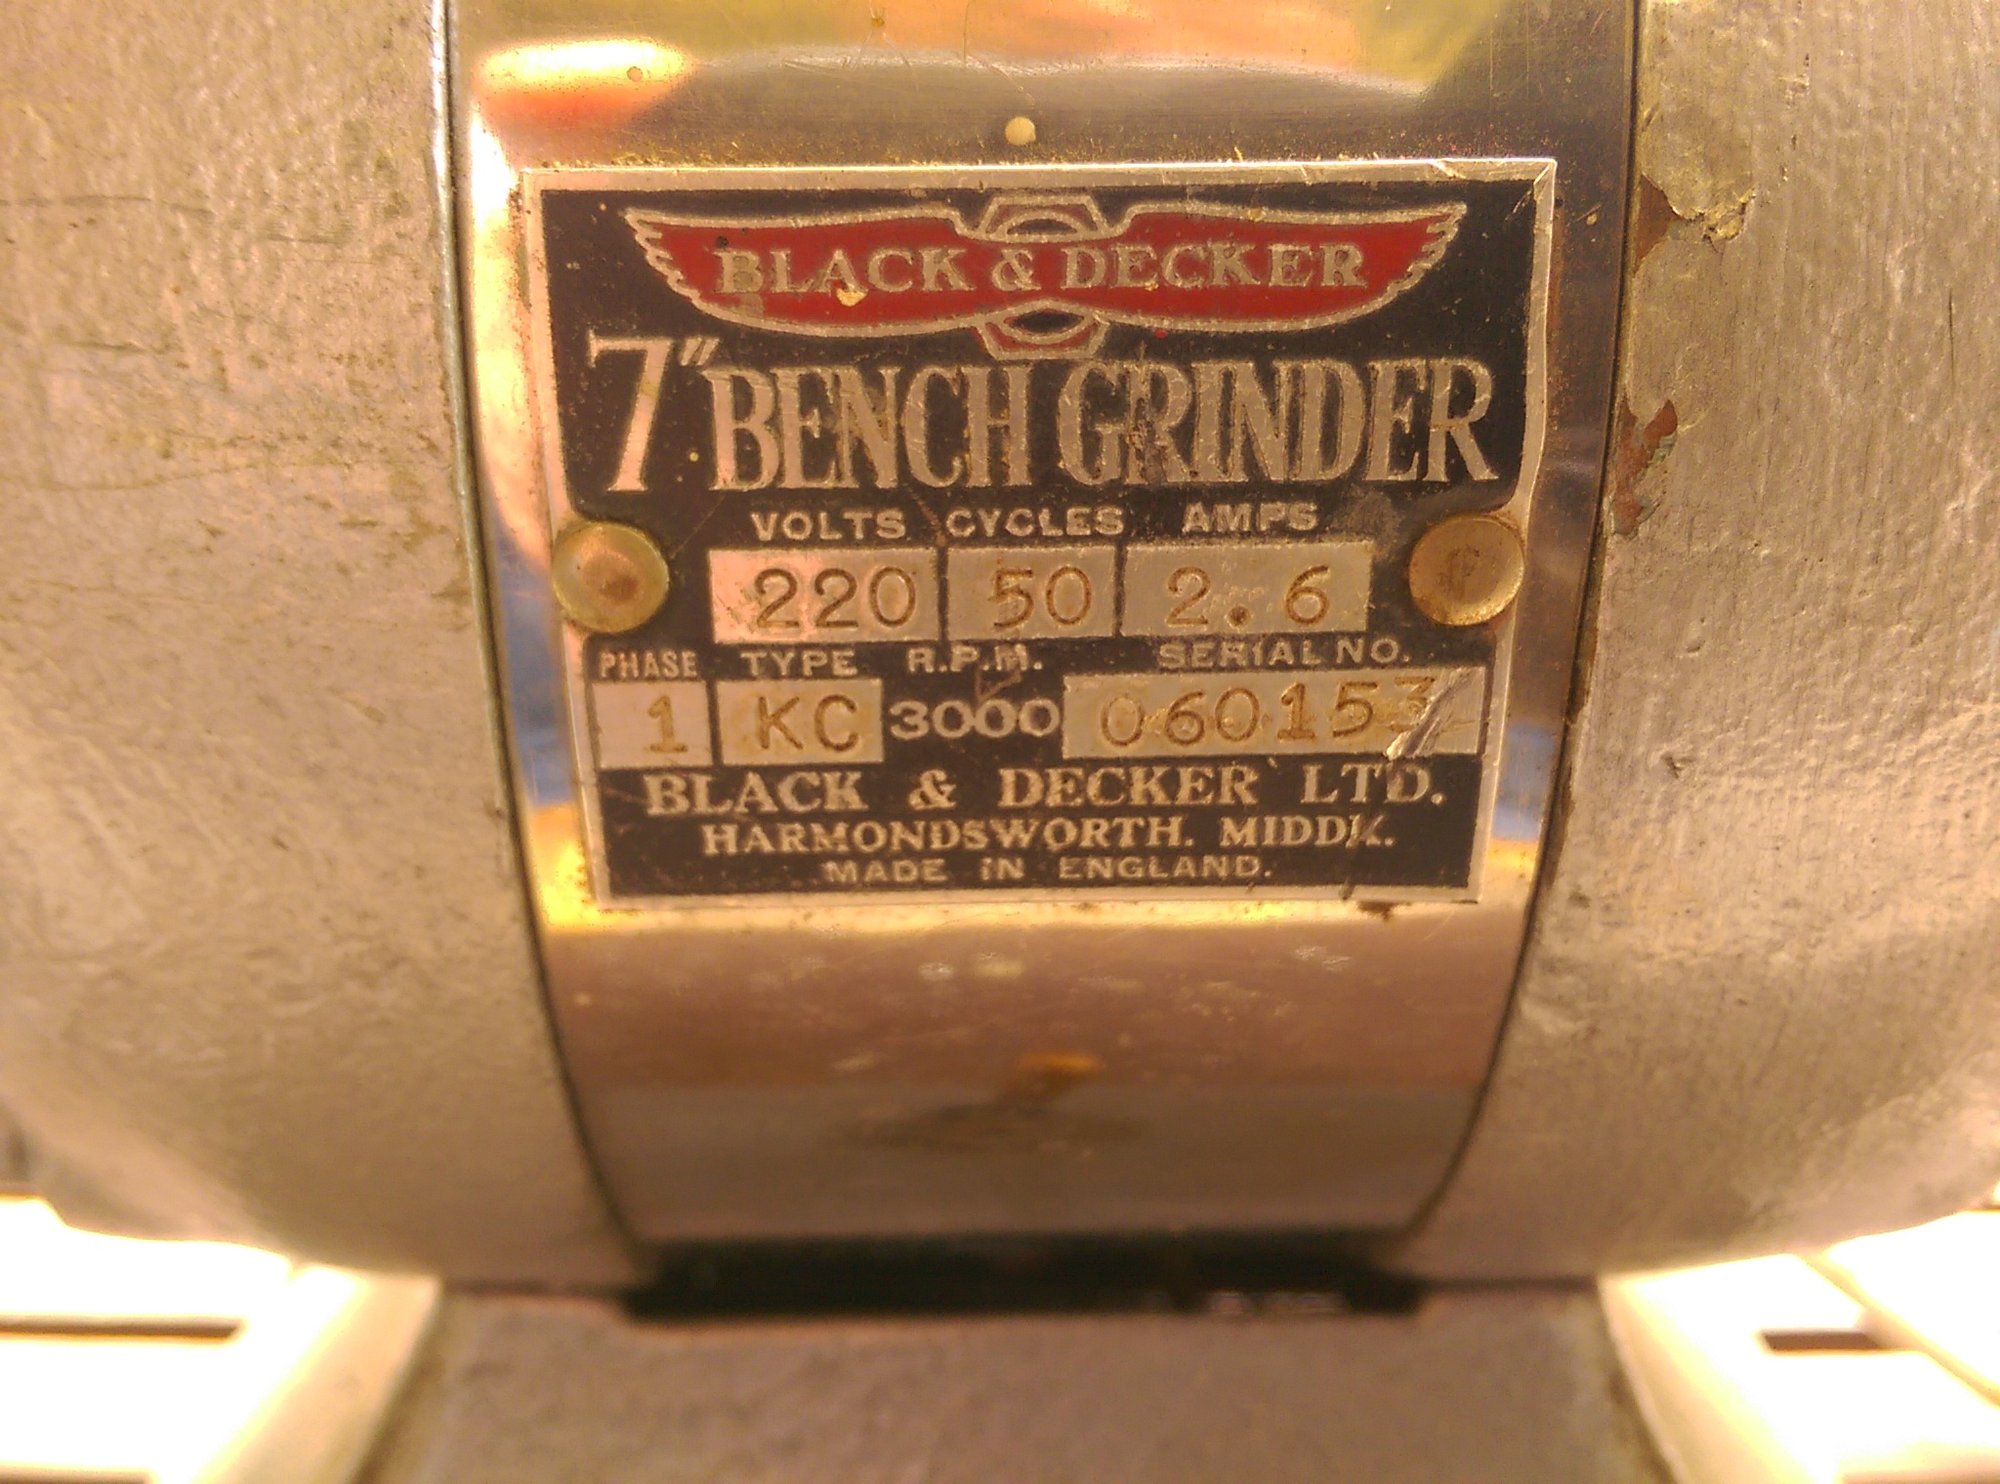 BLACK & DECKER
7" BENCH GRINDER
VOLTS CYCLES AMPS
220 50 2.6
PHASE TYPE R.P.M. SERIAL NO.
1 KC 3000
BLACK & DECKER LTD.
HARMONDSWORTH. MIDDX.
MADE IN ENGLAND.